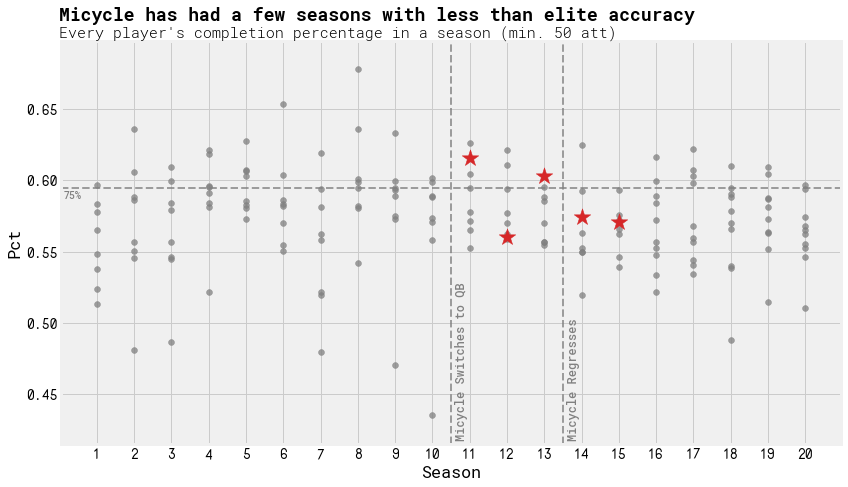 Micycle has had a few seasons with less than elite accuracy
Every player's completion percentage in a season (min. 50 att)
Pct
0.65
0.60
0.55
0.50
0.45
75%
Micycle Switches to QB
Micycle Regresses
1 2 3 4 5 6 7 8 9 10 11 12 13 14 15 16 17 18 19 20
Season